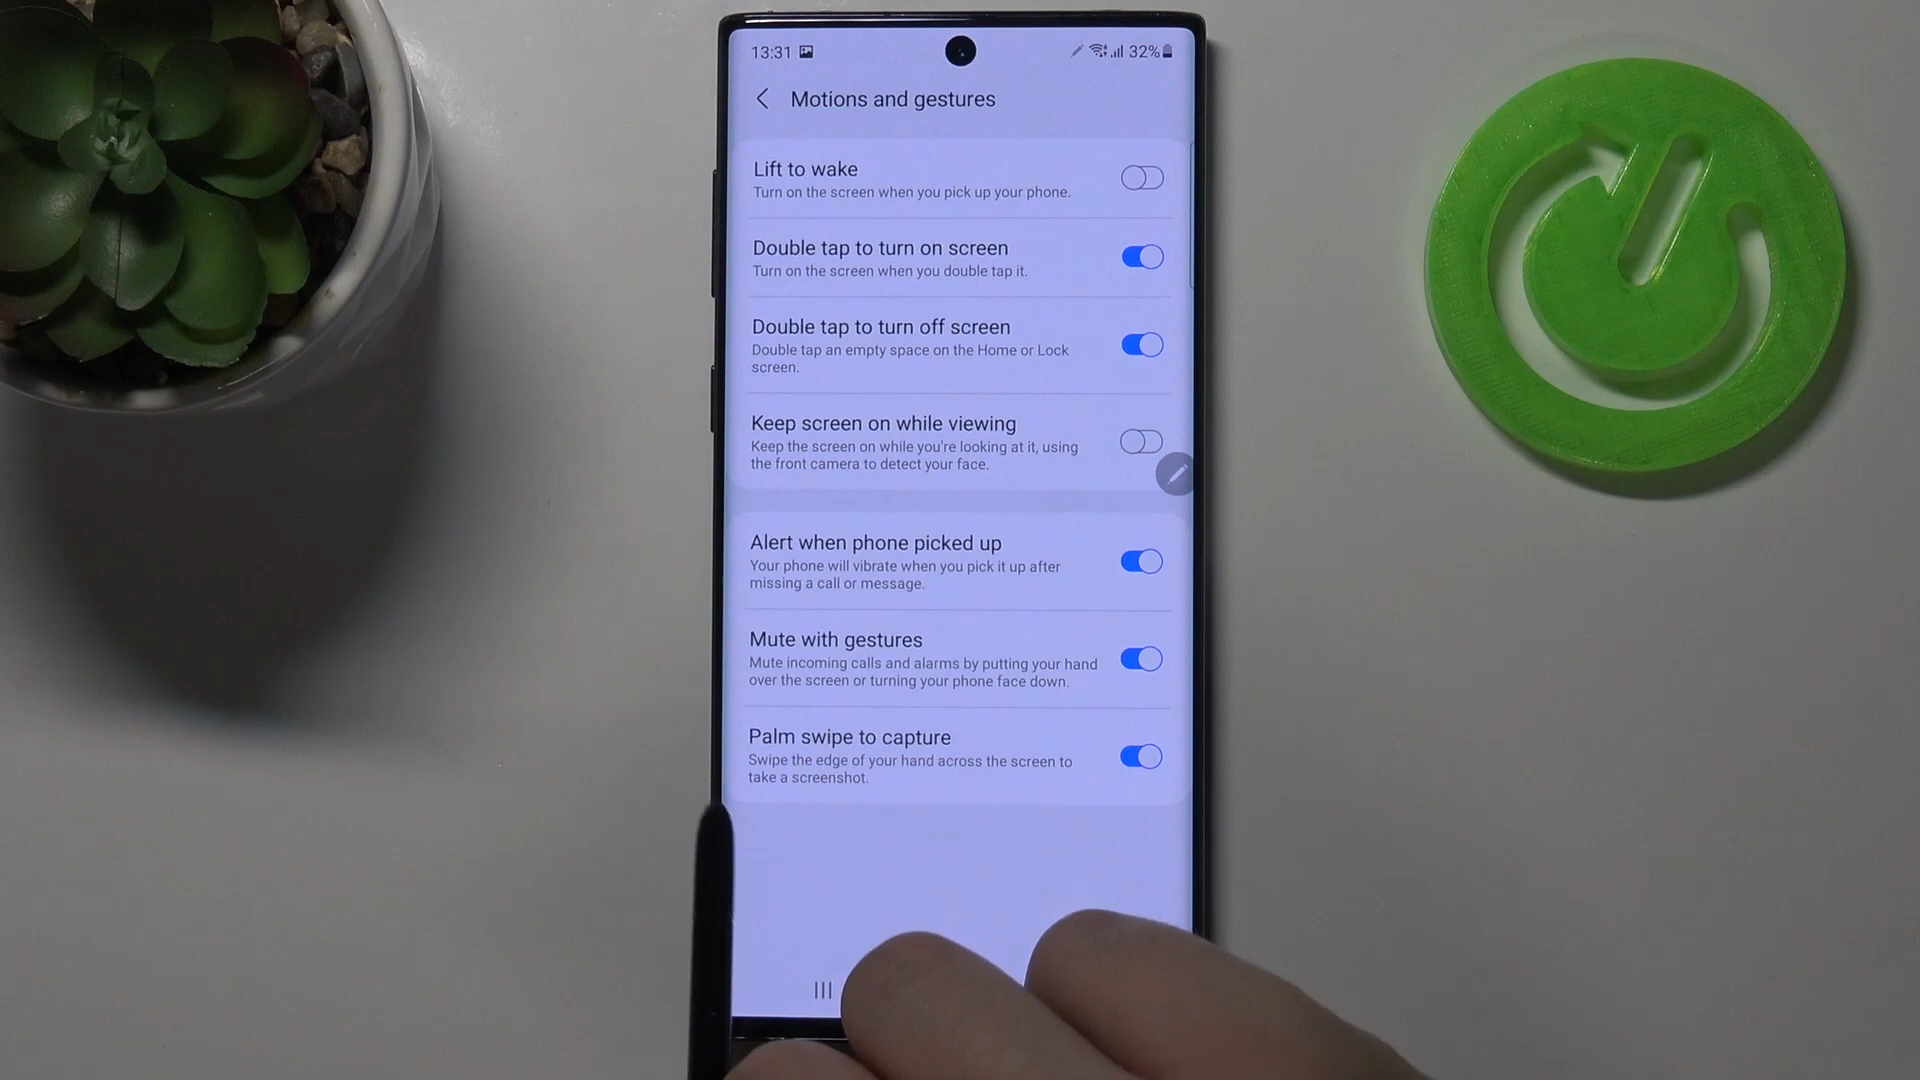 13:31 32%
Motions and gestures
Lift to wake
Turn on the screen when you pick up your phone.
Double tap to turn on screen
Turn on the screen when you double tap it.
Double tap to turn off screen
Double tap an empty space on the Home or Lock
screen.
Keep screen on while viewing
Keep the screen on while you're looking at it, using
the front camera to detect your face.
Alert when phone picked up
Your phone will vibrate when you pick it up after
missing a call or message.
Mute with gestures
Mute incoming calls and alarms by putting your hand
over the screen or turning your phone face down.
Palm swipe to capture
Swipe the edge of your hand across the screen to
take a screenshot.